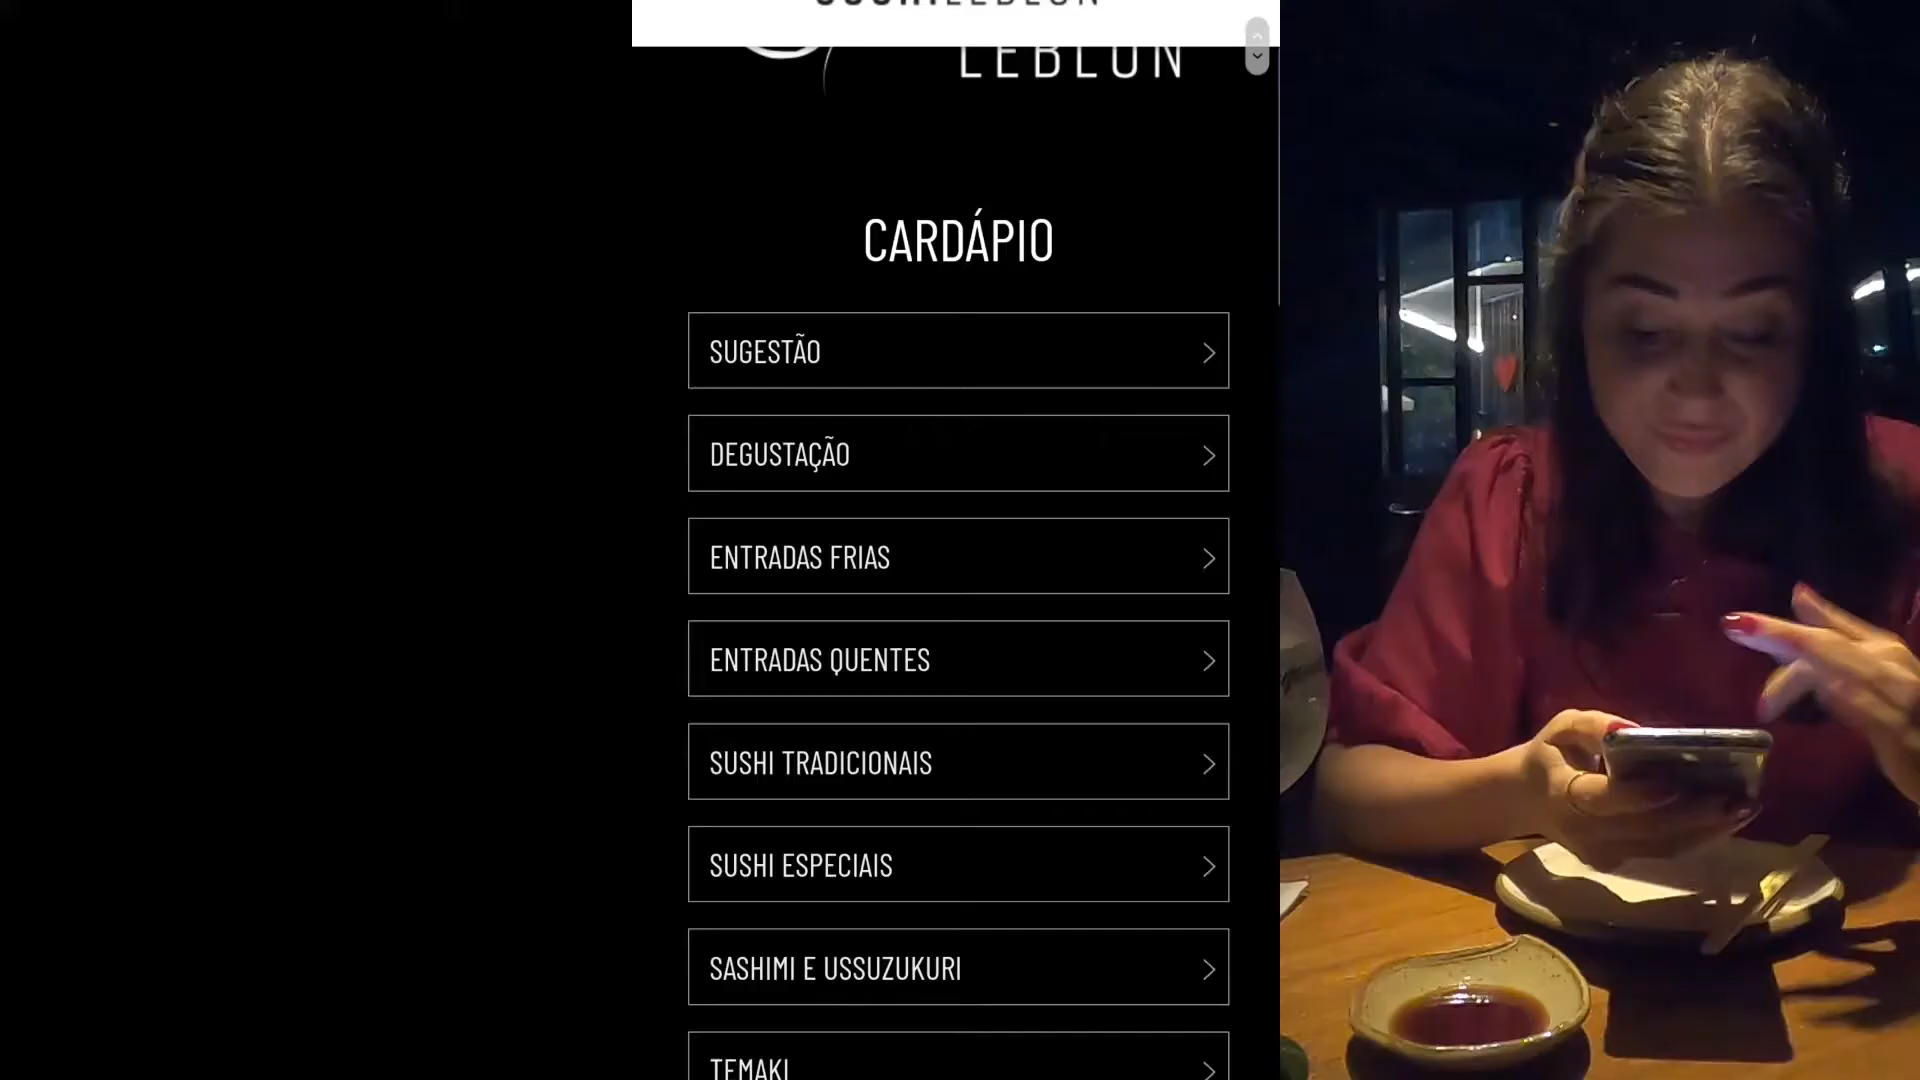 LEBLON
CARDÁPIO
SUGESTÃO
DEGUSTAÇÃO
ENTRADAS FRIAS
ENTRADAS QUENTES
SUSHI TRADICIONAIS
SUSHI ESPECIAIS
SASHIMI E USSUZUKURI
TEMAKI